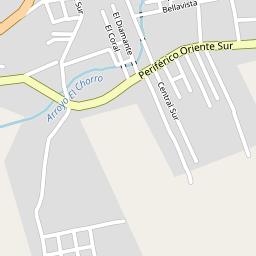 Bellavista
Sur
El Diamante
El Coral
Periférico Oriente Sur
Arroyo El Chorro
Central Sur